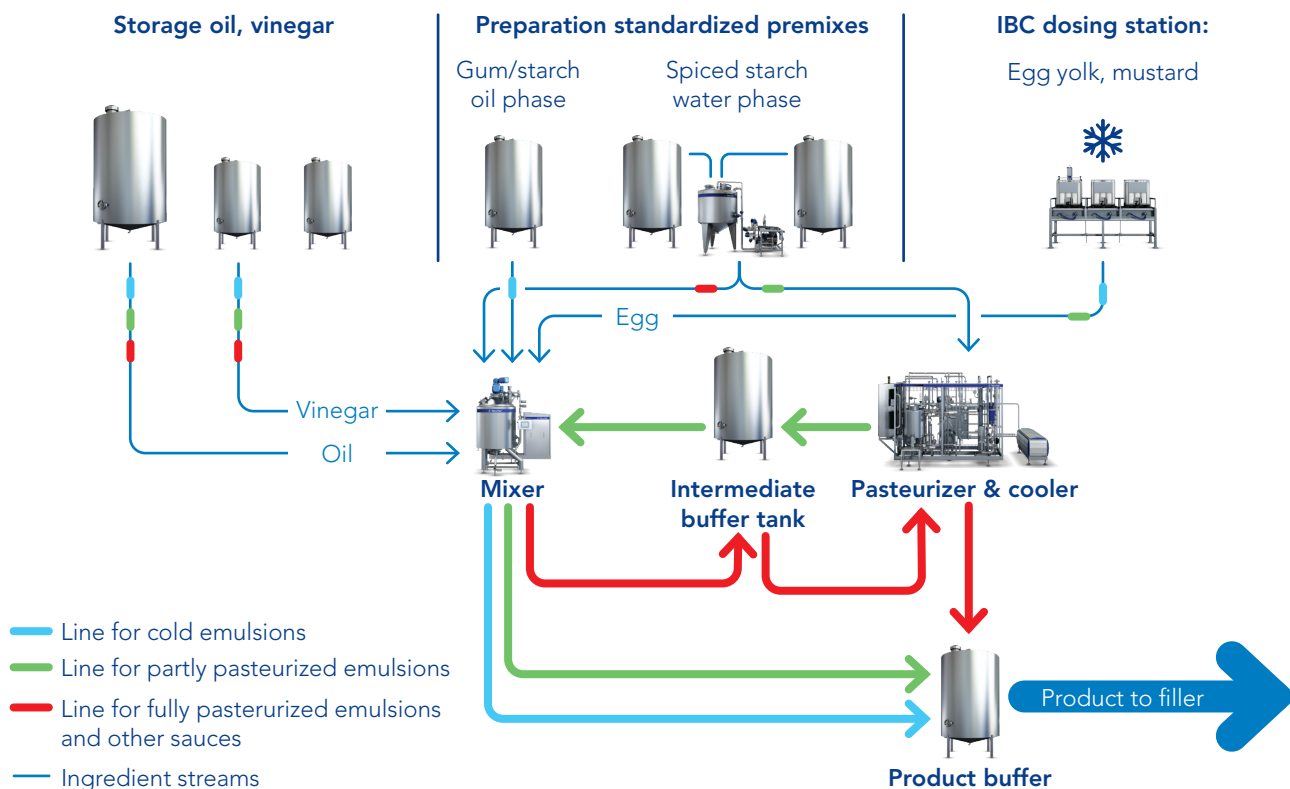 Storage oil, vinegar
Preparation standardized premixes
IBC dosing station:
Gum/starch
oil phase
Spiced starch
water phase
Egg yolk, mustard
Egg
Vinegar
Oil
Mixer
Intermediate
buffer tank
Pasteurizer & cooler
Line for cold emulsions
Line for partly pasteurized emulsions
Line for fully pasterurized emulsions
and other sauces
Ingredient streams
Product to filler
Product buffer